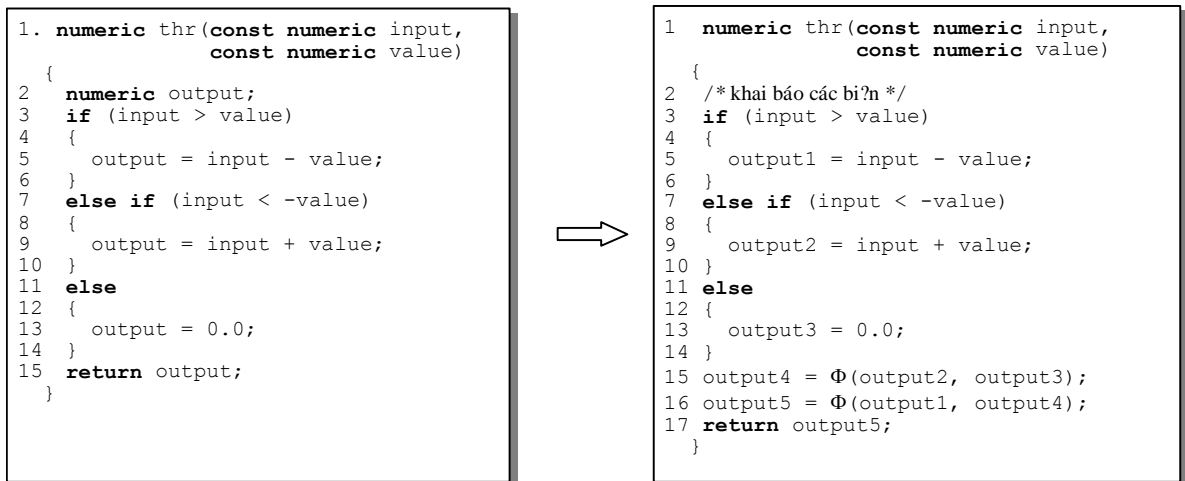 1. numeric thr(const numeric input,
const numeric value)
{
2 numeric output;
3 if (input > value)
4 {
5 output = input - value;
6 }
7 else if (input < -value)
8 {
9 output = input + value;
10 }
11 else
12 {
13 output = 0.0;
14 }
15 return output;
}
1 numeric thr(const numeric input,
const numeric value)
{
2 /* khai báo các bi?n */
3 if (input > value)
4 {
5 output1 = input - value;
6 }
7 else if (input < -value)
8 {
9 output2 = input + value;
10 }
11 else
12 {
13 output3 = 0.0;
14 }
15 output4 = Φ(output2, output3);
16 output5 = Φ(output1, output4);
17 return output5;
}